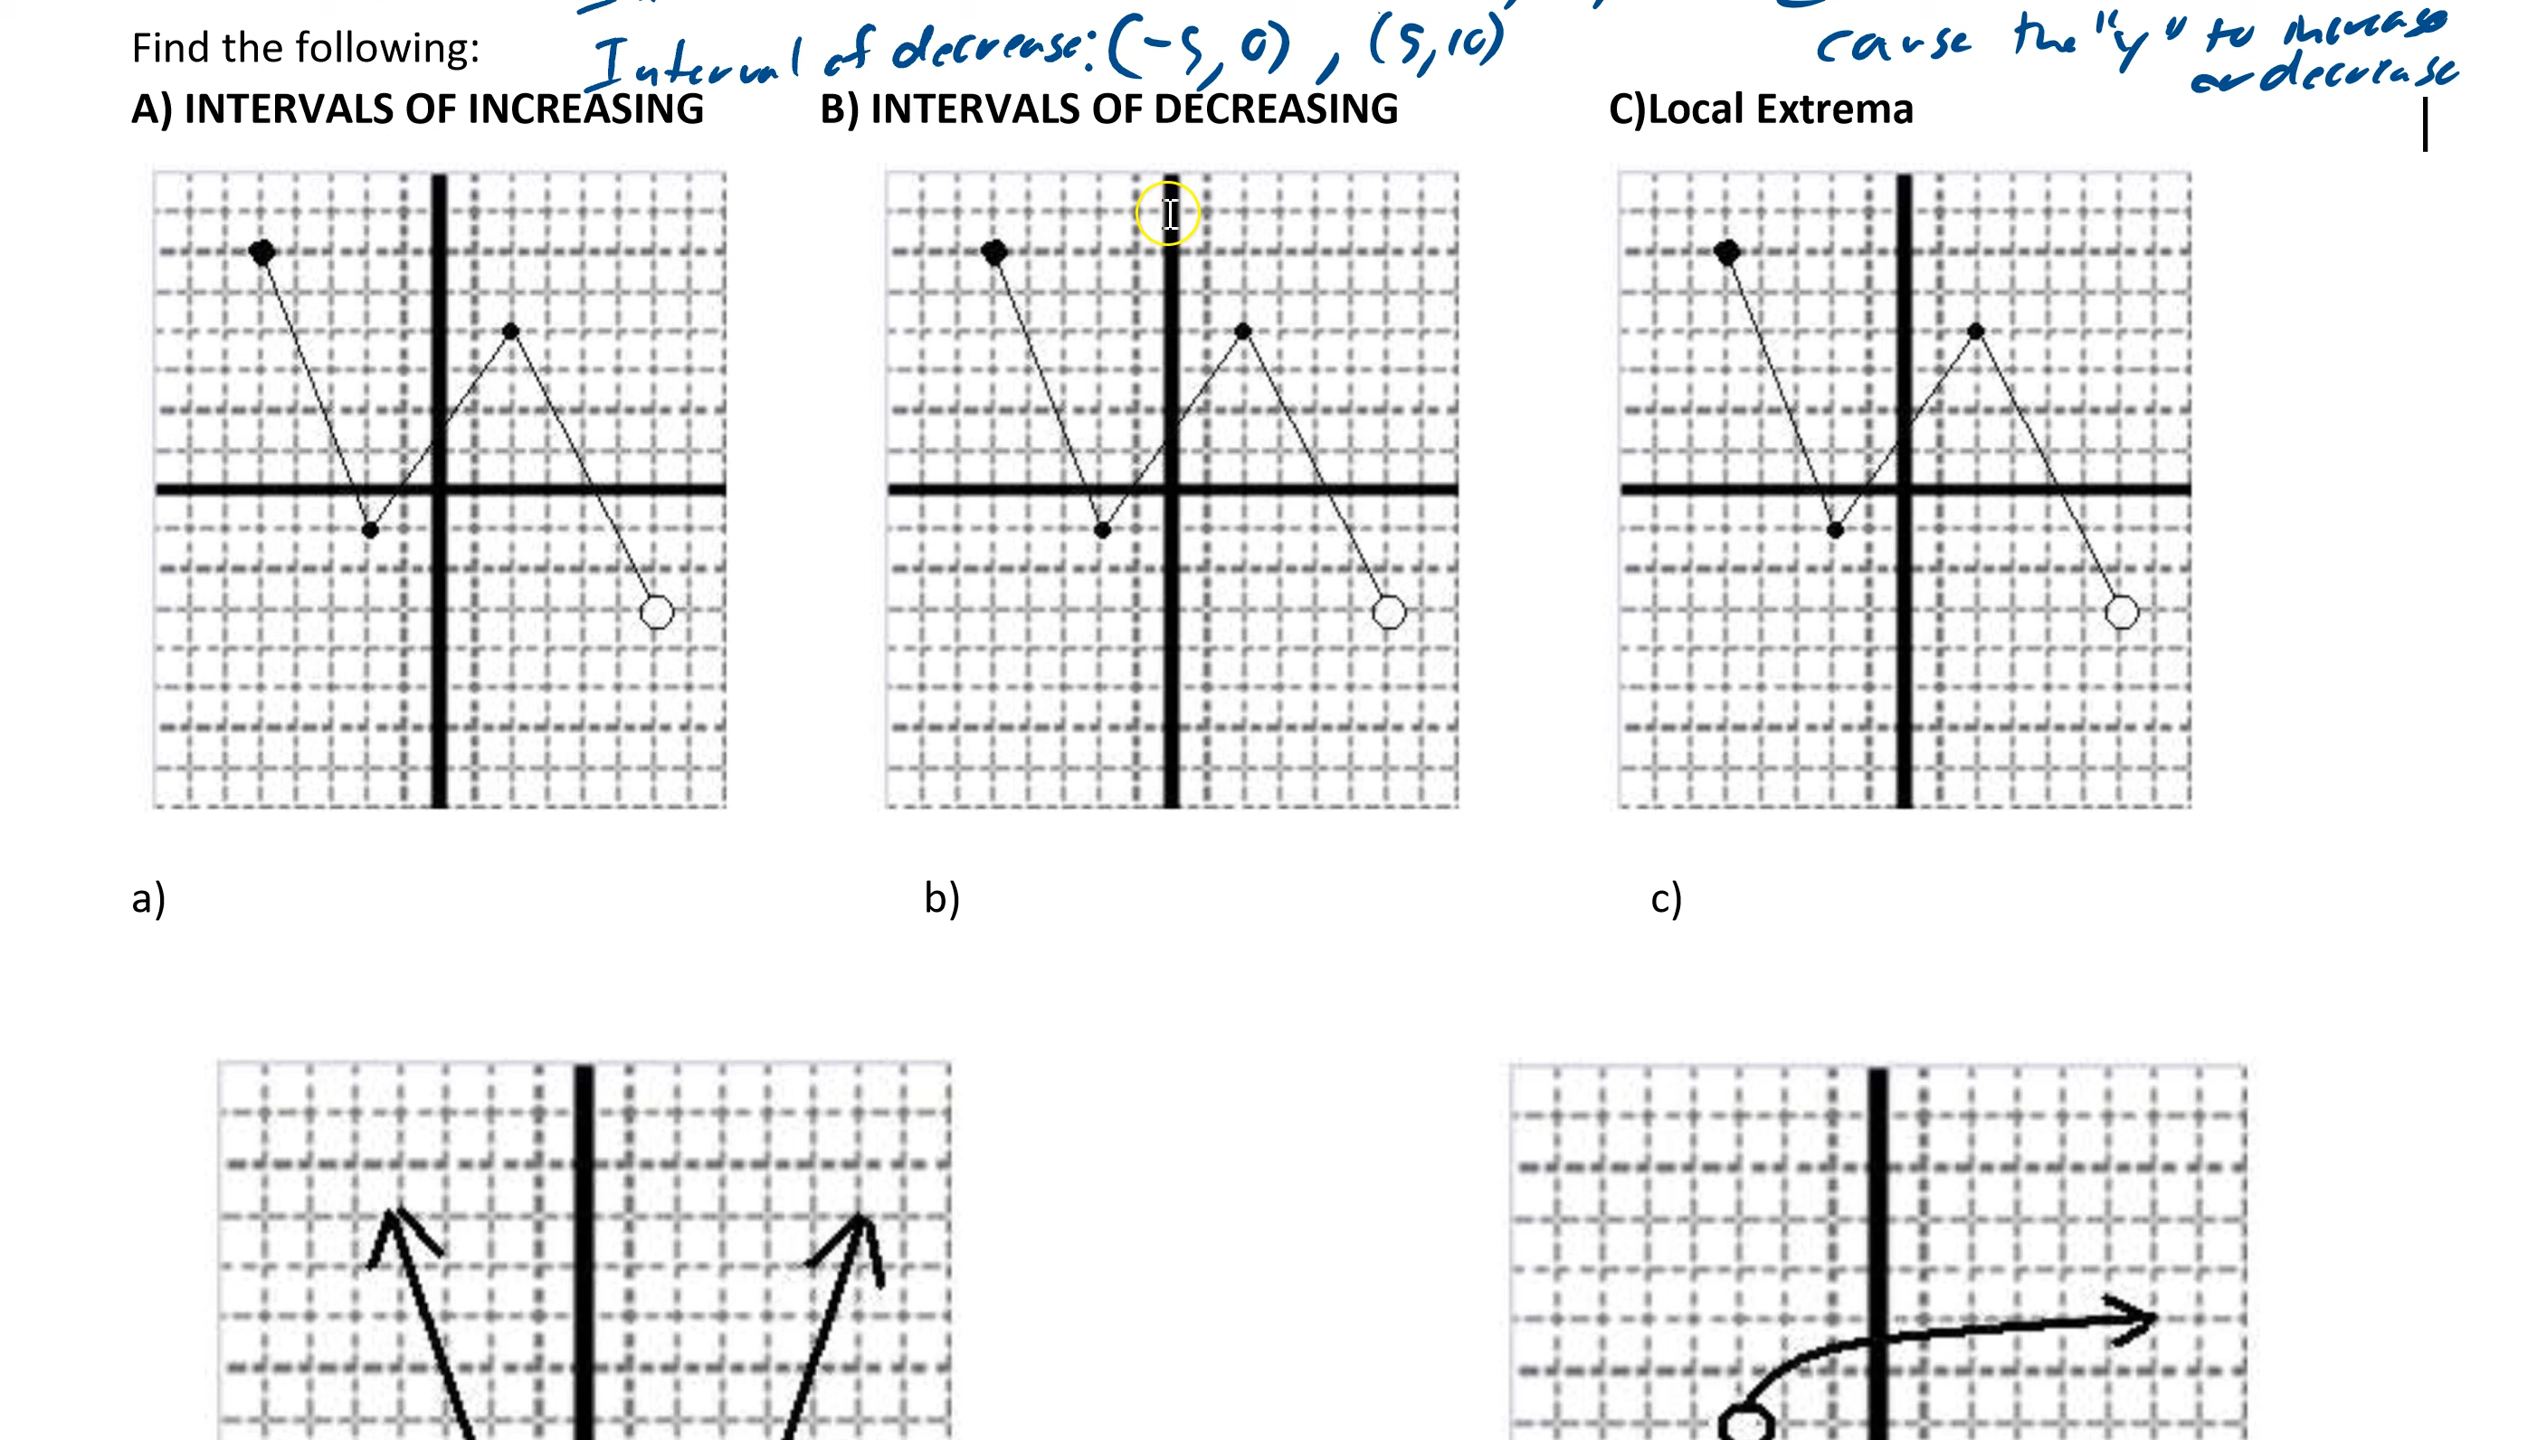 Find the following:
Interval of decrease: (-5, 0) , (5,10)
cause the "y" to increase
or decrease
A) INTERVALS OF INCREASING B) INTERVALS OF DECREASING C)Local Extrema
a) b) c)